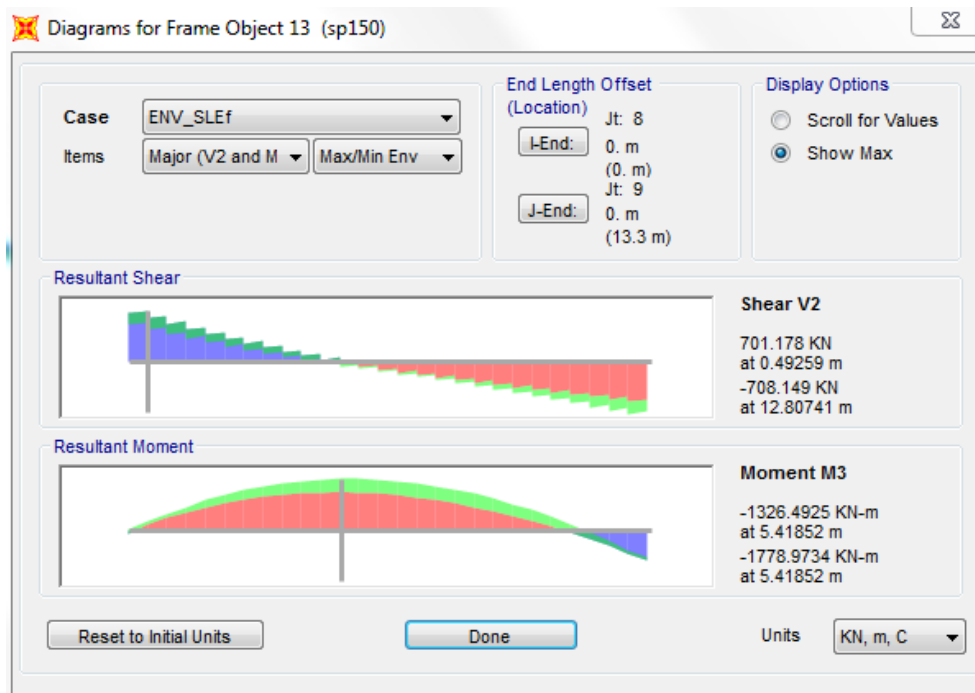 Diagrams for Frame Object 13 (sp150)
Case
ENV_SLEf
Items
Major (V2 and M
Max/Min Env
End Length Offset
(Location)
I-End:
Jt: 8
0. m
(0. m)
J-End:
Jt: 9
0. m
(13.3 m)
Display Options
Scroll for Values
Show Max
Resultant Shear
Shear V2
701.178 KN
at 0.49259 m
-708.149 KN
at 12.80741 m
Resultant Moment
Moment M3
-1326.4925 KN-m
at 5.41852 m
-1778.9734 KN-m
at 5.41852 m
Reset to Initial Units
Done
Units
KN, m, C